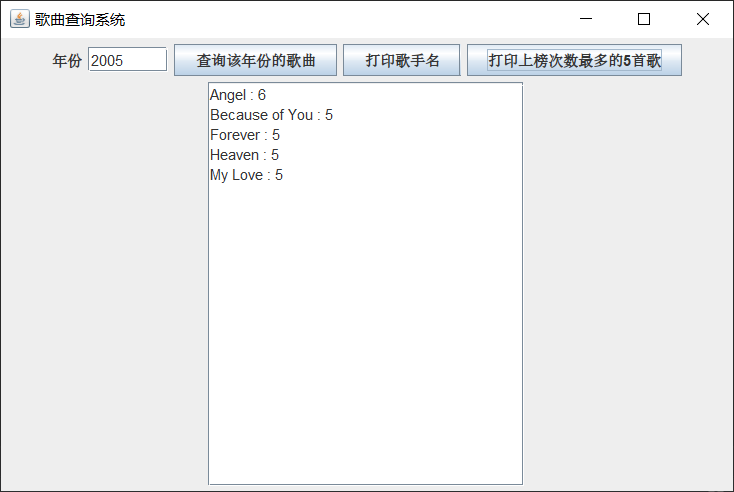 歌曲查询系统
年份 2005 查询该年份的歌曲 打印歌手名 打印上榜次数最多的5首歌
Angel : 6
Because of You : 5
Forever : 5
Heaven : 5
My Love : 5